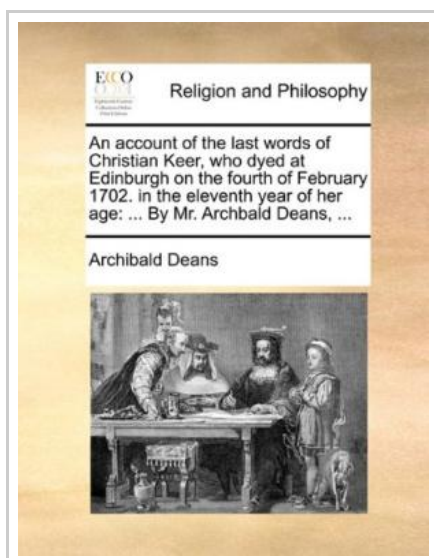 ECCO
Religion and Philosophy
An account of the last words of
Christian Keer, who dyed at
Edinburgh on the fourth of February
1702. in the eleventh year of her
age: ... By Mr. Archbald Deans, ...
Archibald Deans